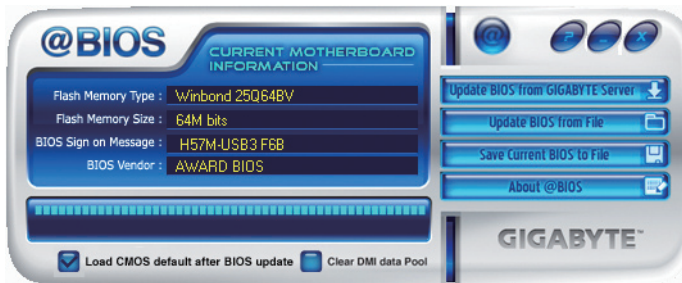 @BIOS
CURRENT MOTHERBOARD
INFORMATION
Flash Memory Type : Winbond 25Q64BV
Flash Memory Size : 64M bits
BIOS Sign on Message : H57M-USB3 F6B
BIOS Vendor : AWARD BIOS
Load CMOS default after BIOS update
Clear DMI data Pool
@
? - X
Update BIOS from GIGABYTE Server
Update BIOS from File
Save Current BIOS to File
About @BIOS
GIGABYTE™